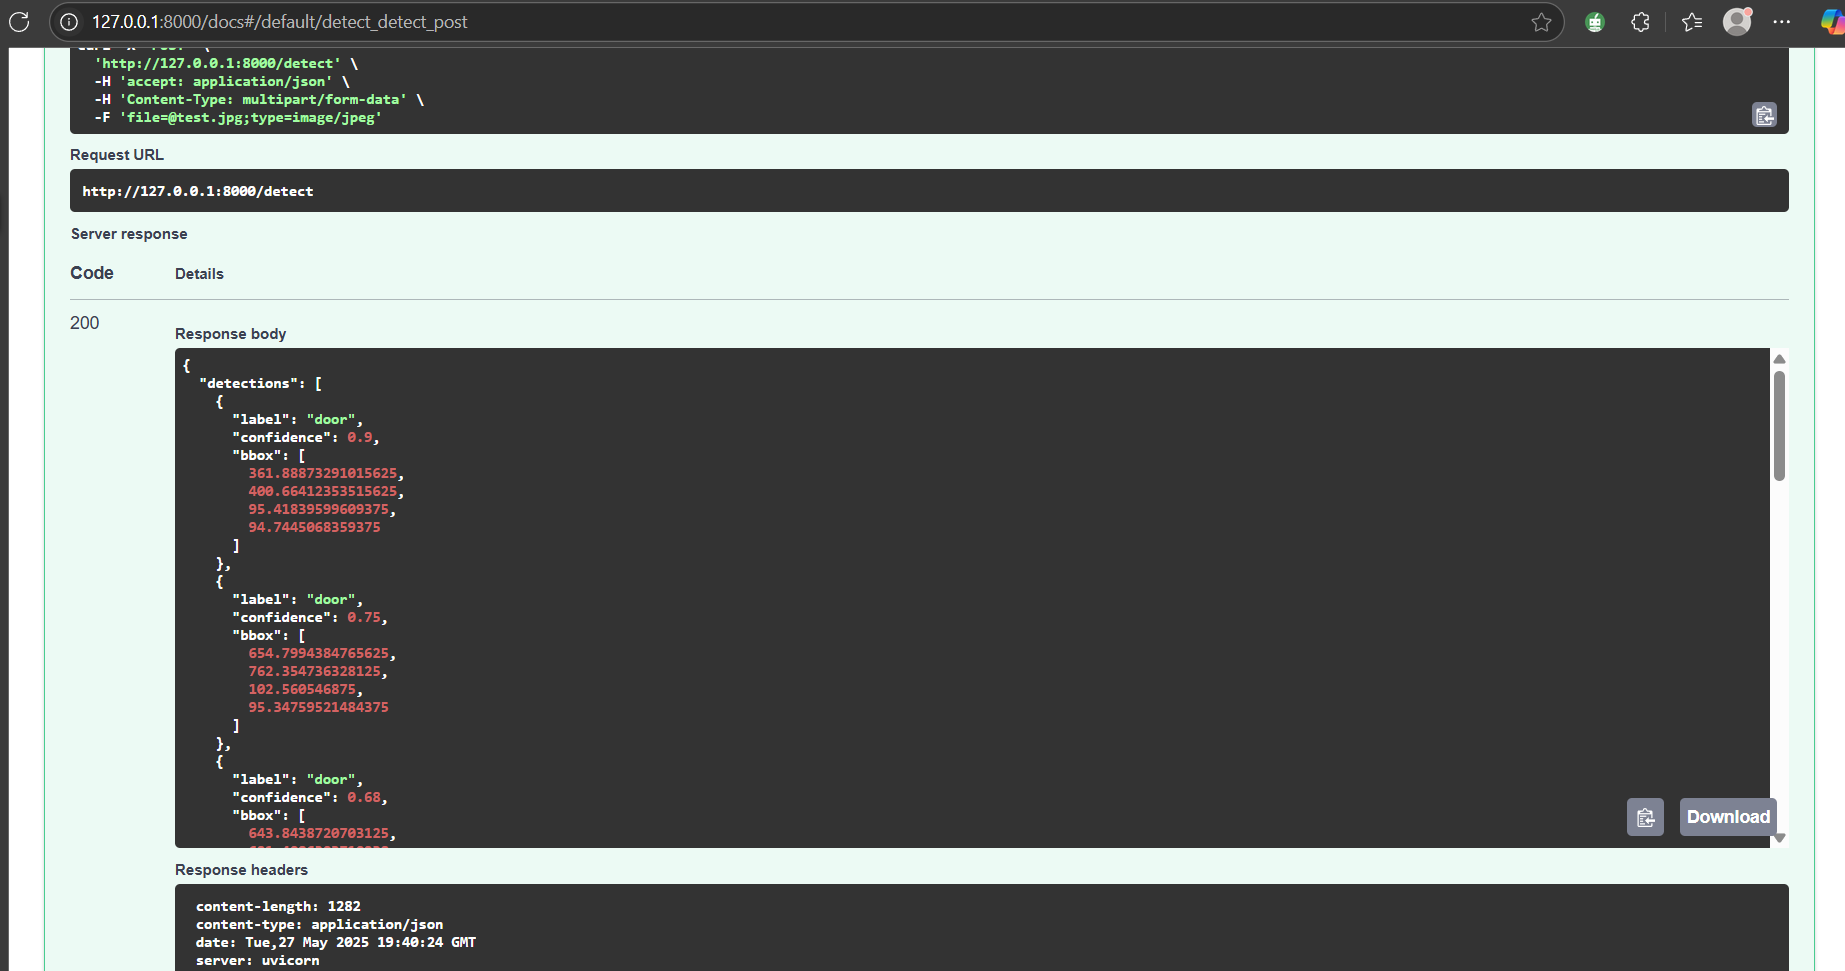 127.0.0.1:8000/docs#/default/detect_detect_post
'http://127.0.0.1:8000/detect' \
-H 'accept: application/json' \
-H 'Content-Type: multipart/form-data' \
-F 'file=@test.jpg;type=image/jpeg'
Request URL
http://127.0.0.1:8000/detect
Server response
Code Details
200
Response body
{
"detections": [
{
"label": "door",
"confidence": 0.9,
"bbox": [
361.88873291015625,
400.66412353515625,
95.41839599609375,
94.7445068359375
]
},
{
"label": "door",
"confidence": 0.75,
"bbox": [
654.7994384765625,
762.354736328125,
102.560546875,
95.34759521484375
]
},
{
"label": "door",
"confidence": 0.68,
"bbox": [
643.8438720703125,
Download
Response headers
content-length: 1282
content-type: application/json
date: Tue,27 May 2025 19:40:24 GMT
server: uvicorn